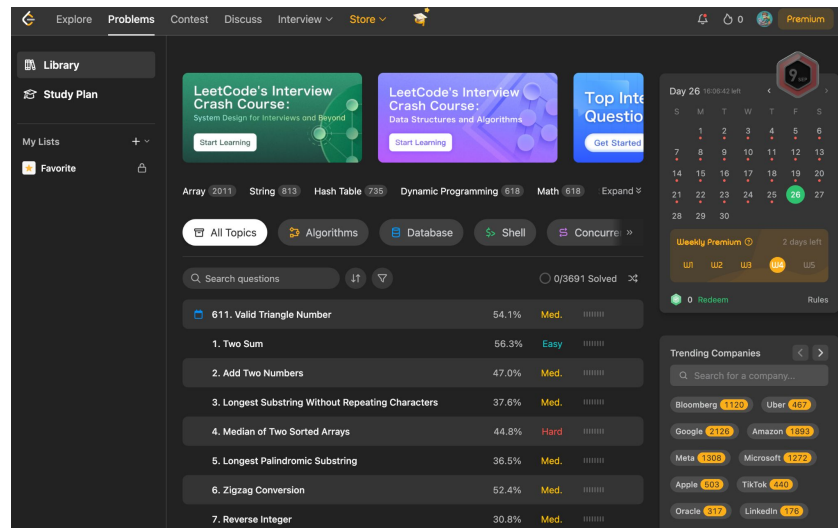 Explore Problems Contest Discuss Interview Store 0 Premium
Library
Study Plan
My Lists
Favorite
LeetCode's Interview
Crash Course:
System Design for Interviews and Beyond
Start Learning
LeetCode's Interview
Crash Course:
Data Structures and Algorithms
Start Learning
Top Inte
Questio
Get Started
Array 2011 String 813 Hash Table 735 Dynamic Programming 618 Math 618 Expand
All Topics Algorithms Database Shell Concurre
Search questions 0/3691 Solved
611. Valid Triangle Number 54.1% Med.
1. Two Sum 56.3% Easy
2. Add Two Numbers 47.0% Med.
3. Longest Substring Without Repeating Characters 37.6% Med.
4. Median of Two Sorted Arrays 44.8% Hard
5. Longest Palindromic Substring 36.5% Med.
6. Zigzag Conversion 52.4% Med.
7. Reverse Integer 30.8% Med.
9 SEP
Day 26 16:06:42 left
S M T W T F S
1 2 3 4 5 6
7 8 9 10 11 12 13
14 15 16 17 18 19 20
21 22 23 24 25 26 27
28 29 30
Weekly Premium 2 days left
W1 W2 W3 W4 W5
0 Redeem Rules
Trending Companies
Search for a company...
Bloomberg 1120 Uber 467
Google 2126 Amazon 1893
Meta 1308 Microsoft 1272
Apple 503 TikTok 440
Oracle 317 LinkedIn 176